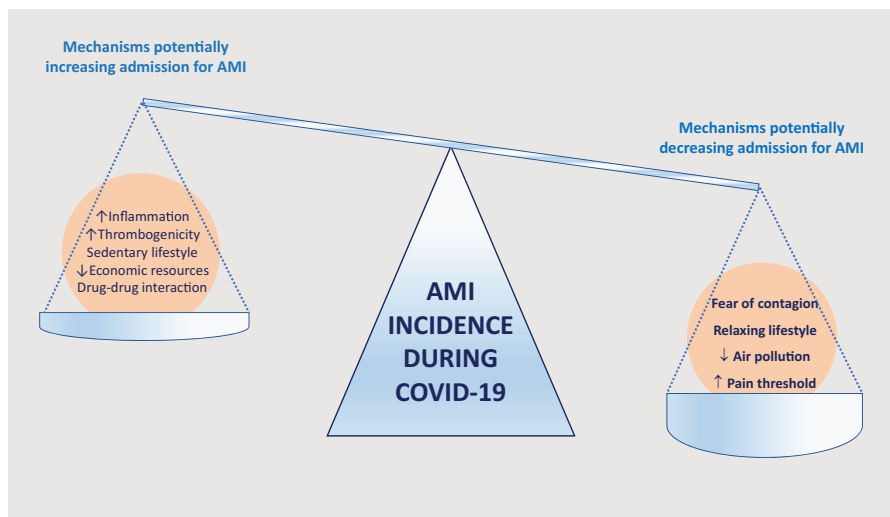 Mechanisms potentially
increasing admission for AMI
Mechanisms potentially
decreasing admission for AMI
↑Inflammation
↑Thrombogenicity
Sedentary lifestyle
↓Economic resources
Drug-drug interaction
AMI
INCIDENCE
DURING
COVID-19
Fear of contagion
Relaxing lifestyle
↓ Air pollution
↑ Pain threshold